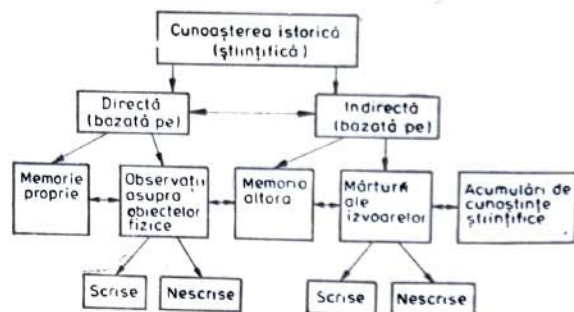 Cunoașterea istorică
(științifică)
Directă
(bazată pe)
Indirectă
(bazată pe)
Memorie
proprie
Observații
asupra
obiectelor
fizice
Memoria
altora
Mărturii
ale
izvoarelor
Acumulări de
cunoștințe
științifice
Scrise
Nescrise
Scrise
Nescrise